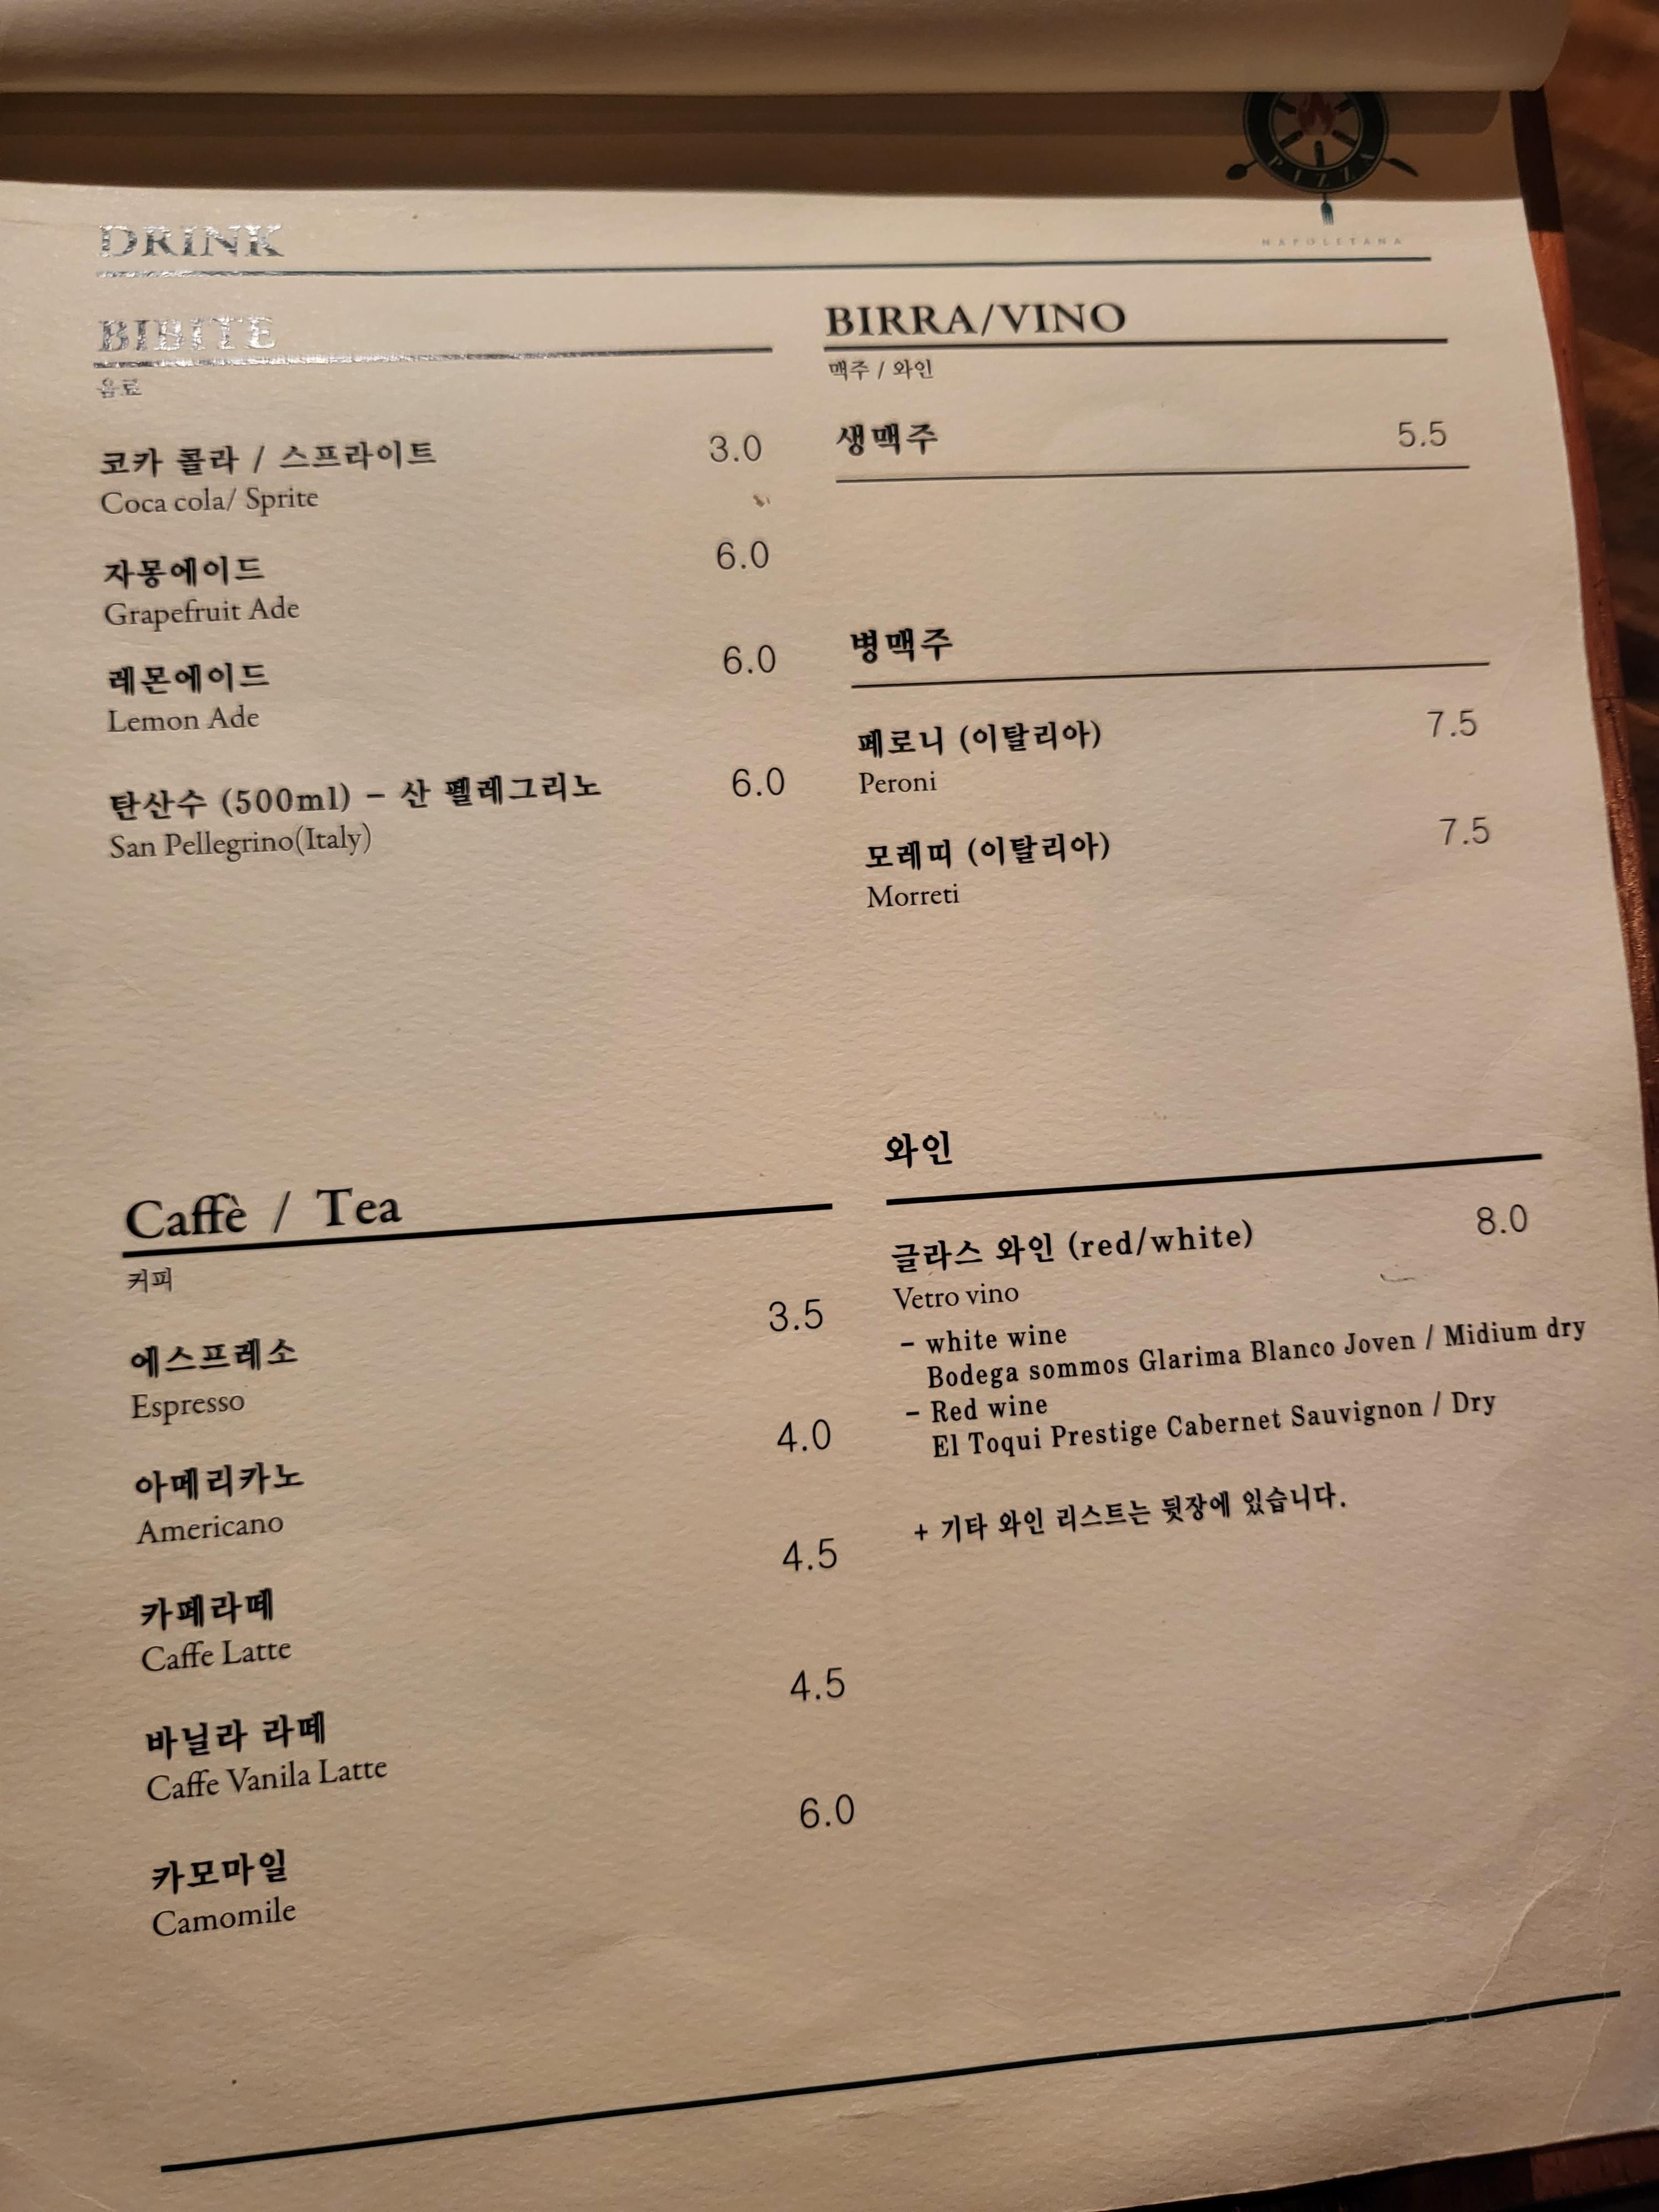 PIZZA
NAPOLETANA
DRINK
BIBITE
음료
코카 콜라 / 스프라이트 3.0
Coca cola/ Sprite
자몽에이드 6.0
Grapefruit Ade
레몬에이드 6.0
Lemon Ade
탄산수 (500ml) - 산 펠레그리노 6.0
San Pellegrino(Italy)
Caffè / Tea
커피
에스프레소 3.5
Espresso
아메리카노 4.0
Americano
카페라떼 4.5
Caffe Latte
바닐라 라떼 4.5
Caffe Vanila Latte
카모마일 6.0
Camomile
BIRRA/VINO
맥주 / 와인
생맥주 5.5
병맥주
페로니 (이탈리아) 7.5
Peroni
모레띠 (이탈리아) 7.5
Morreti
와인
글라스 와인 (red/white) 8.0
Vetro vino
- white wine
Bodega sommos Glarima Blanco Joven / Midium dry
- Red wine
El Toqui Prestige Cabernet Sauvignon / Dry
+ 기타 와인 리스트는 뒷장에 있습니다.